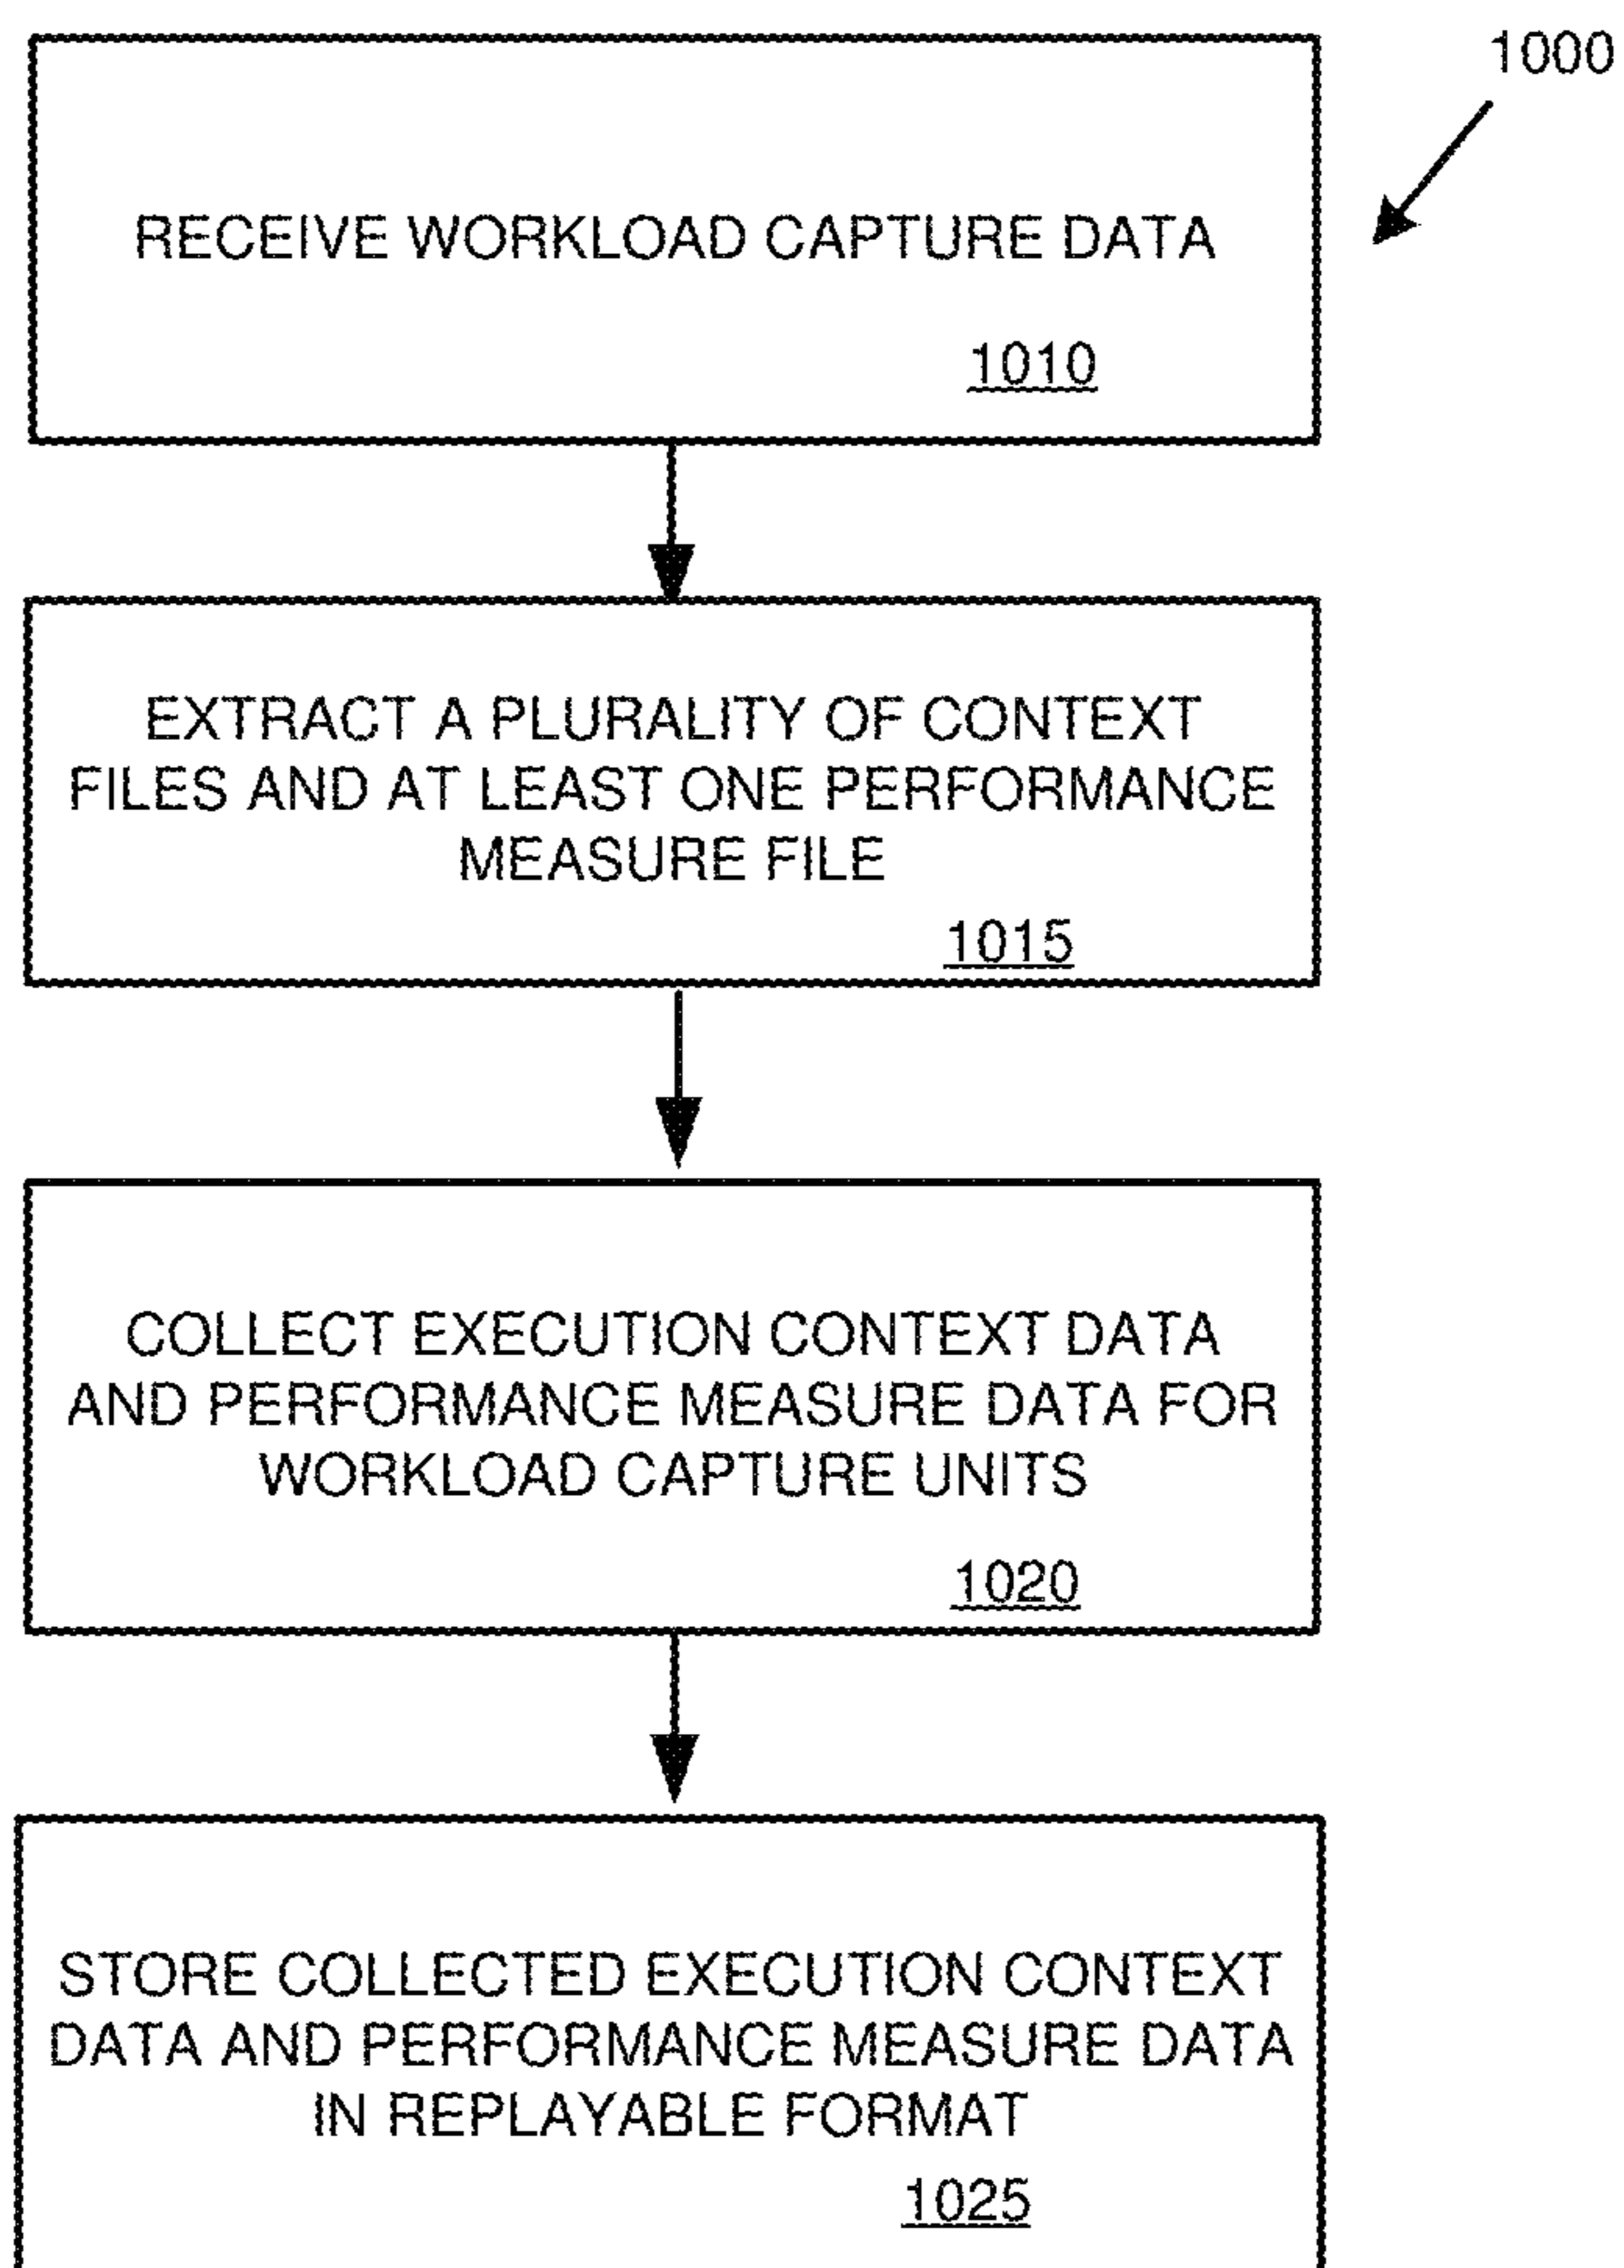 1000
RECEIVE WORKLOAD CAPTURE DATA
1010
EXTRACT A PLURALITY OF CONTEXT
FILES AND AT LEAST ONE PERFORMANCE
MEASURE FILE
1015
COLLECT EXECUTION CONTEXT DATA
AND PERFORMANCE MEASURE DATA FOR
WORKLOAD CAPTURE UNITS
1020
STORE COLLECTED EXECUTION CONTEXT
DATA AND PERFORMANCE MEASURE DATA
IN REPLAYABLE FORMAT
1025